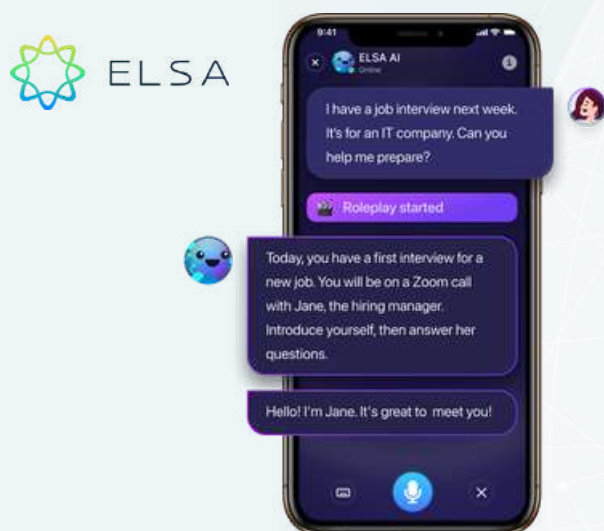 ELSA
9:41
ELSA AI
Online
I have a job interview next week.
It's for an IT company. Can you
help me prepare?
Roleplay started
Today, you have a first interview for a
new job. You will be on a Zoom call
with Jane, the hiring manager.
Introduce yourself, then answer her
questions.
Hello! I'm Jane. It's great to meet you!